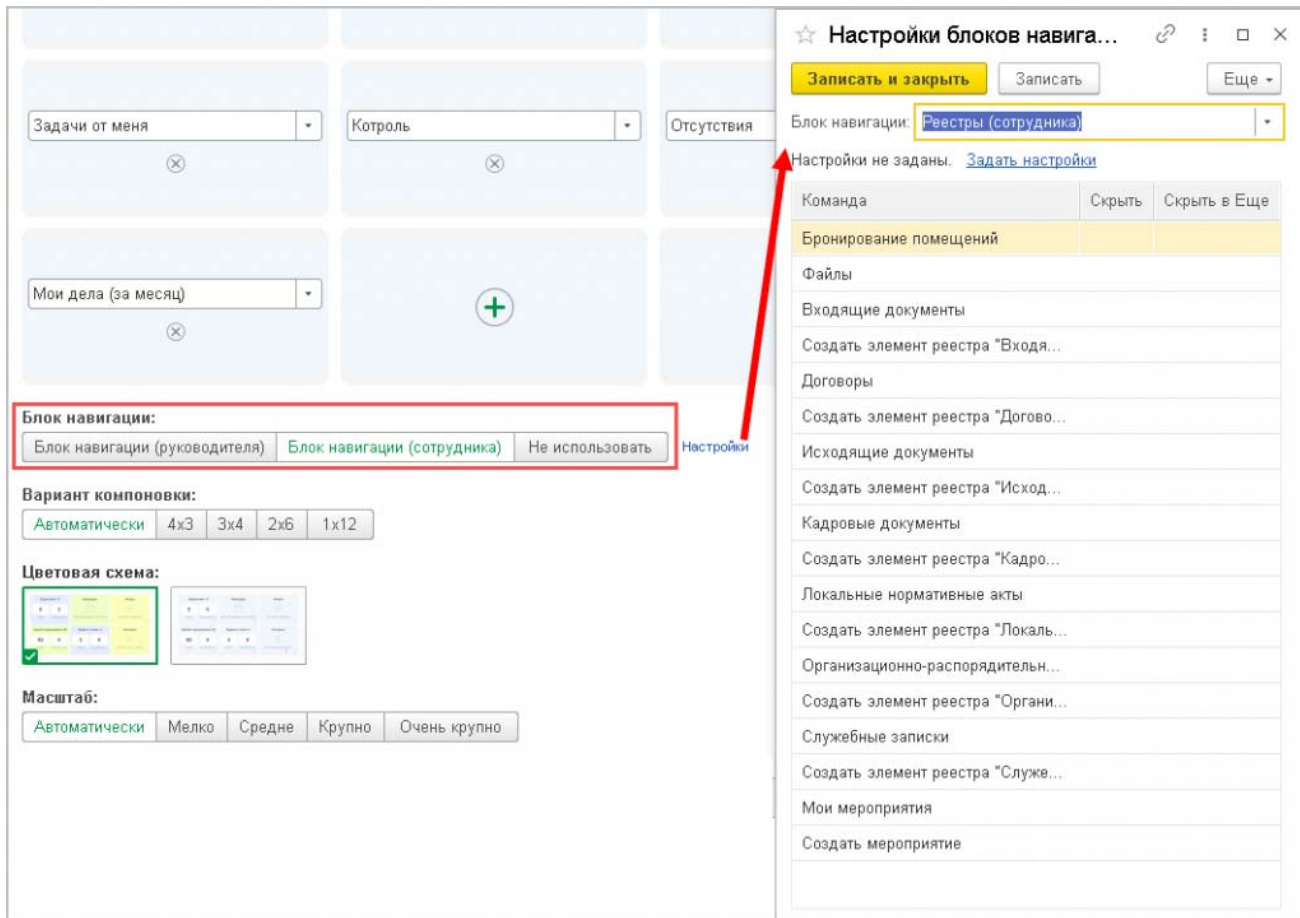 Задачи от меня
Котроль
Отсутствия
Мои дела (за месяц)
Блок навигации:
Блок навигации (руководителя) Блок навигации (сотрудника) Не использовать Настройки
Вариант компоновки:
Автоматически 4x3 3x4 2x6 1x12
Цветовая схема:
Масштаб:
Автоматически Мелко Средне Крупно Очень крупно
Настройки блоков навига...
Записать и закрыть Записать Еще
Блок навигации: Реестры (сотрудника)
Настройки не заданы. Задать настройки
Команда Скрыть Скрыть в Еще
Бронирование помещений
Файлы
Входящие документы
Создать элемент реестра "Входя...
Договоры
Создать элемент реестра "Догово...
Исходящие документы
Создать элемент реестра "Исход...
Кадровые документы
Создать элемент реестра "Кадро...
Локальные нормативные акты
Создать элемент реестра "Локаль...
Организационно-распорядительн...
Создать элемент реестра "Органи...
Служебные записки
Создать элемент реестра "Служе...
Мои мероприятия
Создать мероприятие